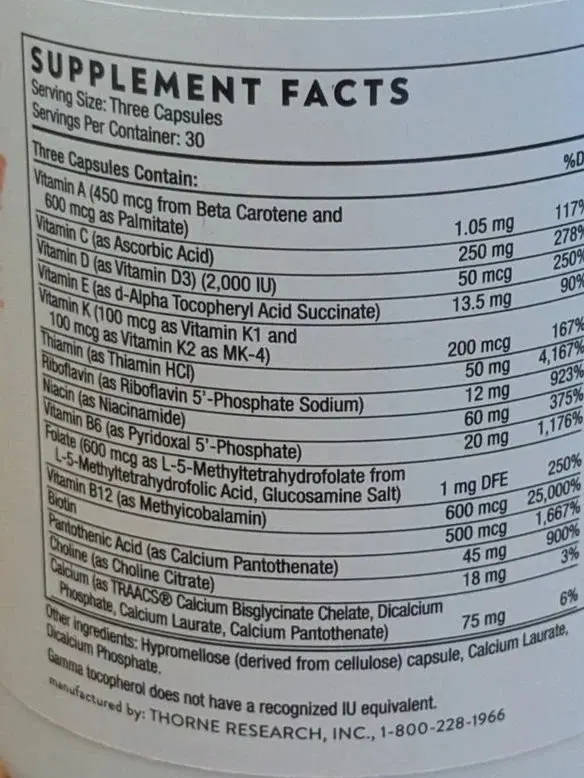 SUPPLEMENT FACTS
Serving Size: Three Capsules
Servings Per Container: 30
Three Capsules Contain: %D
Vitamin A (450 mcg from Beta Carotene and
600 mcg as Palmitate) 1.05 mg 117%
Vitamin C (as Ascorbic Acid) 250 mg 278%
Vitamin D (as Vitamin D3) (2,000 IU) 50 mcg 250%
Vitamin E (as d-Alpha Tocopheryl Acid Succinate) 13.5 mg 90%
Vitamin K (100 mcg as Vitamin K1 and
100 mcg as Vitamin K2 as MK-4) 200 mcg 167%
Thiamin (as Thiamin HCl) 50 mg 4,167%
Riboflavin (as Riboflavin 5'-Phosphate Sodium) 12 mg 923%
Niacin (as Niacinamide) 60 mg 375%
Vitamin B6 (as Pyridoxal 5'-Phosphate) 20 mg 1,176%
Folate (600 mcg as L-5-Methyltetrahydrofolate from
L-5-Methyltetrahydrofolic Acid, Glucosamine Salt) 1 mg DFE 250%
Vitamin B12 (as Methylcobalamin) 600 mcg 25,000%
Biotin 500 mcg 1,667%
Pantothenic Acid (as Calcium Pantothenate) 45 mg 900%
Choline (as Choline Citrate) 18 mg 3%
Calcium (as TRAACS® Calcium Bisglycinate Chelate, Dicalcium
Phosphate, Calcium Laurate, Calcium Pantothenate) 75 mg 6%
Other ingredients: Hypromellose (derived from cellulose) capsule, Calcium Laurate,
Dicalcium Phosphate.
Gamma tocopherol does not have a recognized IU equivalent.
manufactured by: THORNE RESEARCH, INC., 1-800-228-1966